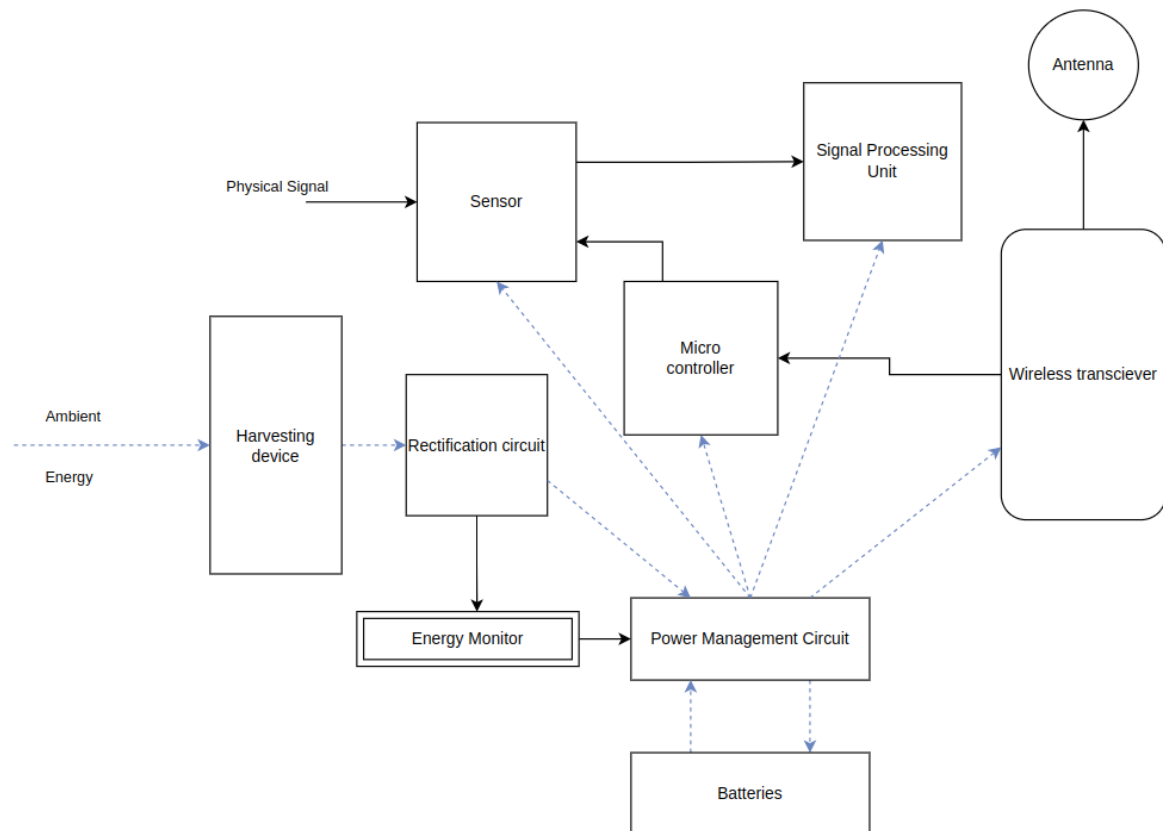 Antenna
Signal Processing
Unit
Physical Signal
Sensor
Micro
controller
Wireless transciever
Ambient
Energy
Harvesting
device
Rectification circuit
Energy Monitor
Power Management Circuit
Batteries